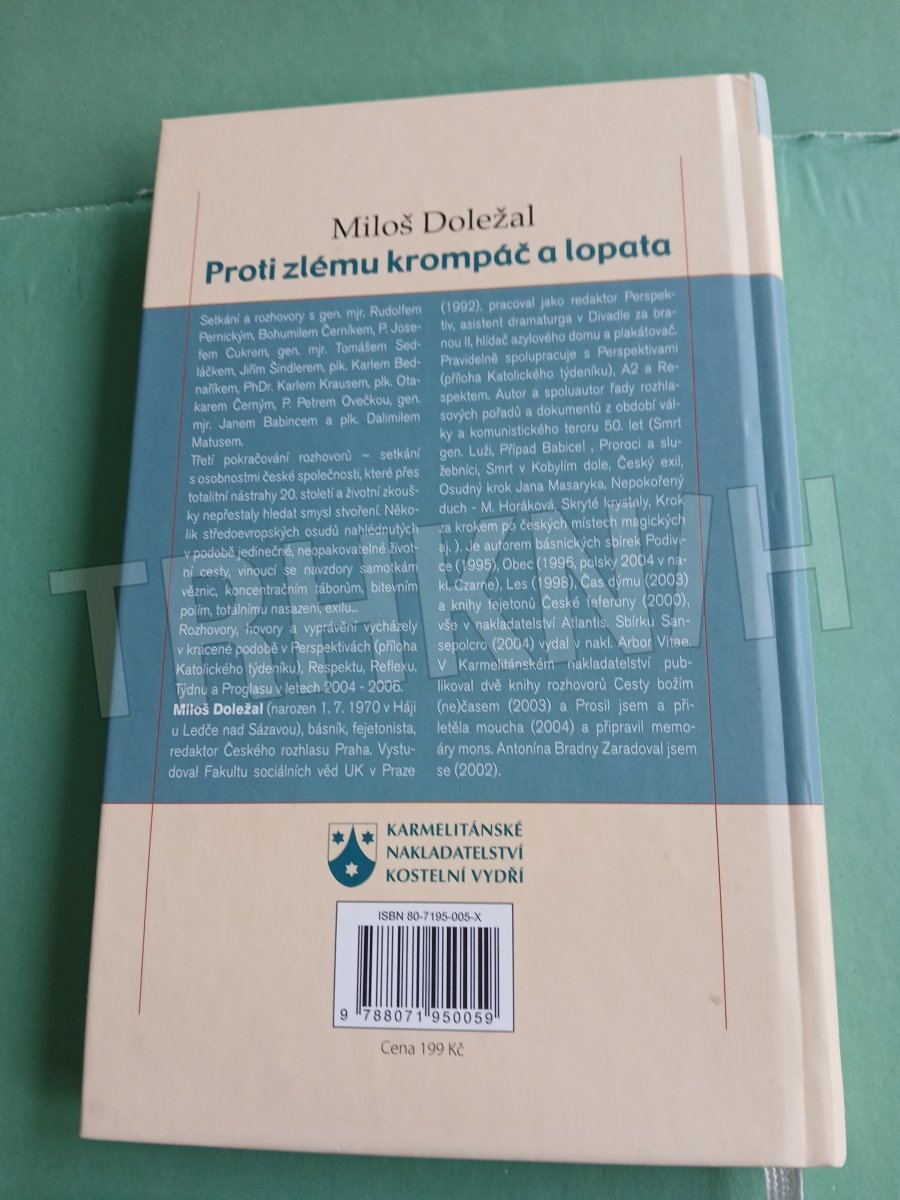 Miloš Doležal
Proti zlému krompáč a lopata
Setkání a rozhovory s gen. mjr. Rudolfem
Pernickým, Bohumilem Černíkem, P. Jose-
fem Cukrem, gen. mjr. Tomášem Sed-
láčkem, Jiřím Šindlerem, plk. Karlem Bed-
naříkem, PhDr. Karlem Krausem, plk. Ota-
karem Černým, P. Petrem Ovečkou, gen.
mjr. Janem Babincem a plk. Dalimilem
Matusem.
Třetí pokračování rozhovorů – setkání
s osobnostmi české společnosti, které přes
totalitní nástrahy 20. století a životní zkouš-
ky nepřestaly hledat smysl stvoření. Něko-
lik středoevropských osudů nahlédnutých
v podobě jedinečné, neopakovatelné život-
ní cesty, vinoucí se navzdory samotkám
věznic, koncentračním táborům, bitevním
polím, totálnímu nasazení, exilu...
Rozhovory, hovory a vyprávění vycházely
v krácené podobě v Perspektivách (příloha
Katolického týdeníku), Respektu, Reflexu,
Týdnu a Proglasu v letech 2004 - 2006.
Miloš Doležal (narozen 1. 7. 1970 v Háji
u Ledče nad Sázavou), básník, fejetonista,
redaktor Českého rozhlasu Praha. Vystu-
doval Fakultu sociálních věd UK v Praze
(1992), pracoval jako redaktor Perspek-
tiv, asistent dramaturga v Divadle za bra-
nou II, hlídač azylového domu a plakátovač.
Pravidelně spolupracuje s Perspektivami
(příloha Katolického týdeníku), A2 a Re-
spektem. Autor a spoluautor řady rozhla-
sových pořadů a dokumentů z období vál-
ky a komunistického teroru 50. let (Smrt
gen. Luži, Případ Babice! , Proroci a slu-
žebníci, Smrt v Kobylím dole, Český exil,
Osudný krok Jana Masaryka, Nepokořený
duch - M. Horáková, Skryté krystaly, Krok
za krokem po českých místech magických
aj. ). Je autorem básnických sbírek Podivi-
ce (1995), Obec (1996, polsky 2004 v na-
kl. Czarne), Les (1998), Čas dýmu (2003)
a knihy fejetonů České feferony (2000),
vše v nakladatelství Atlantis. Sbírku San-
sepolcro (2004) vydal v nakl. Arbor Vitae.
V Karmelitánském nakladatelství pub-
likoval dvě knihy rozhovorů Cesty božím
(ne)časem (2003) a Prosil jsem a při-
letěla moucha (2004) a připravil memo-
áry mons. Antonína Bradny Zaradoval jsem
se (2002).
KARMELITÁNSKÉ
NAKLADATELSTVÍ
KOSTELNÍ VYDŘÍ
ISBN 80-7195-005-X
9 788071 950059
Cena 199 Kč
TRHKNIH